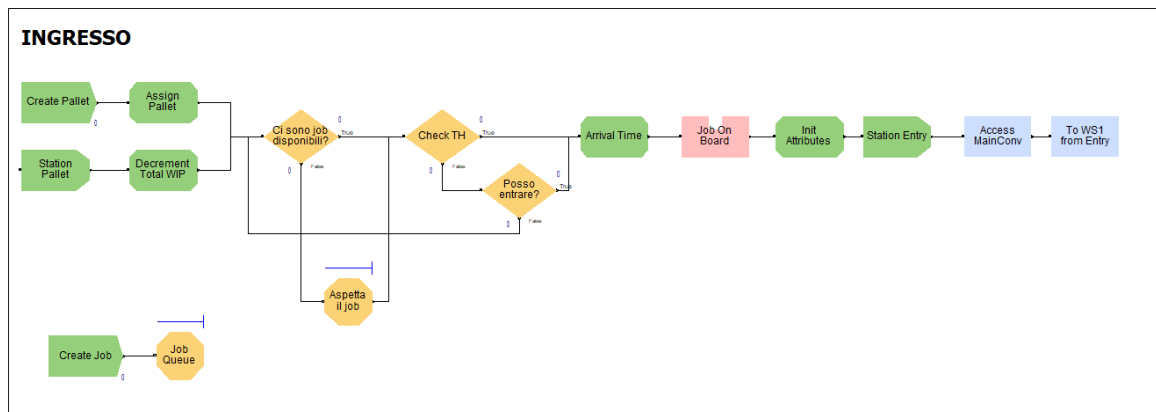 INGRESSO
Create Pallet
Assign
Pallet
Station
Pallet
Decrement
Total WIP
Ci sono job
disponibili?
True
False
Check TH
True
False
Posso
entrare?
True
False
Aspetta
il job
Arrival Time
Job On
Board
Init
Attributes
Station Entry
Access
MainConv
To WS1
from Entry
Create Job
Job
Queue